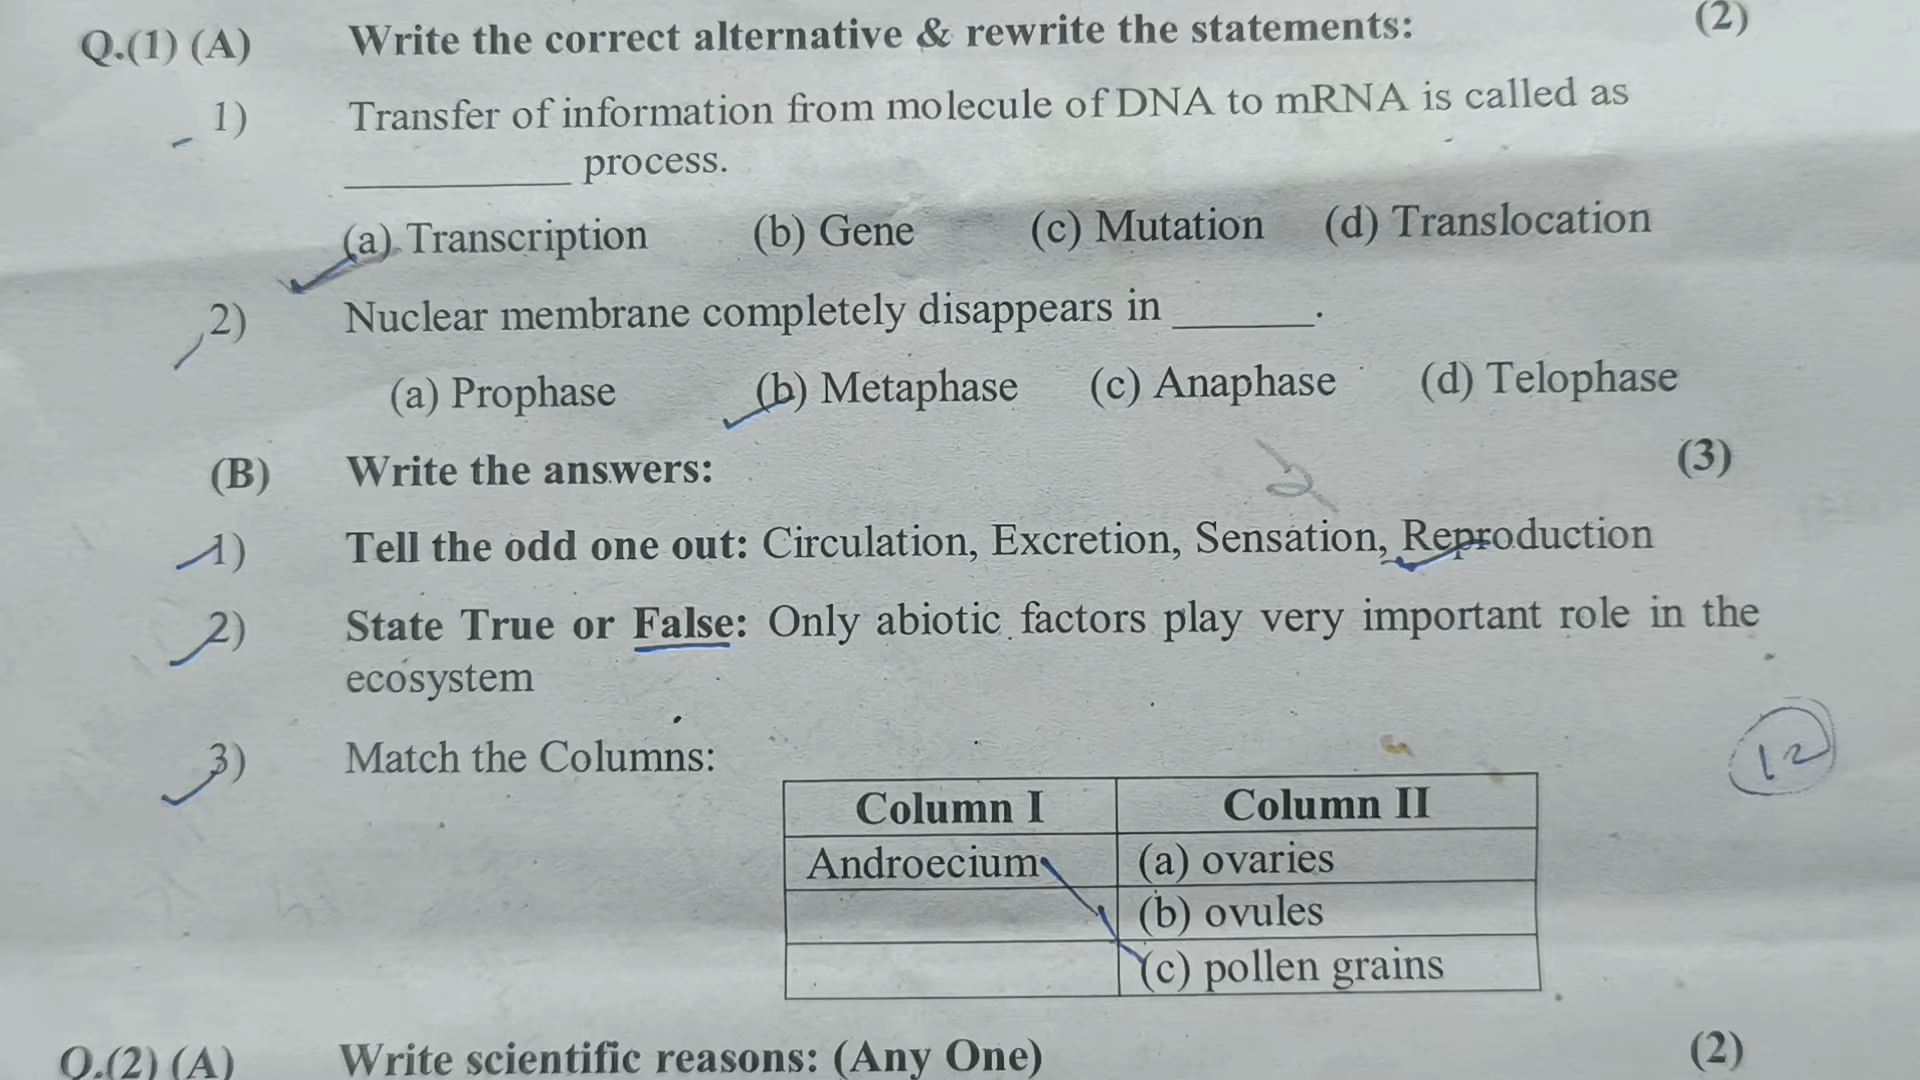 Q.(1) (A) Write the correct alternative & rewrite the statements: (2)
1) Transfer of information from molecule of DNA to mRNA is called as
__________ process.
(a) Transcription (b) Gene (c) Mutation (d) Translocation
2) Nuclear membrane completely disappears in ______.
(a) Prophase (b) Metaphase (c) Anaphase (d) Telophase
(B) Write the answers: (3)
1) Tell the odd one out: Circulation, Excretion, Sensation, Reproduction
2) State True or False: Only abiotic factors play very important role in the
ecosystem
3) Match the Columns:
12
Column I Column II
Androecium (a) ovaries
(b) ovules
(c) pollen grains
Q.(2) (A) Write scientific reasons: (Any One) (2)